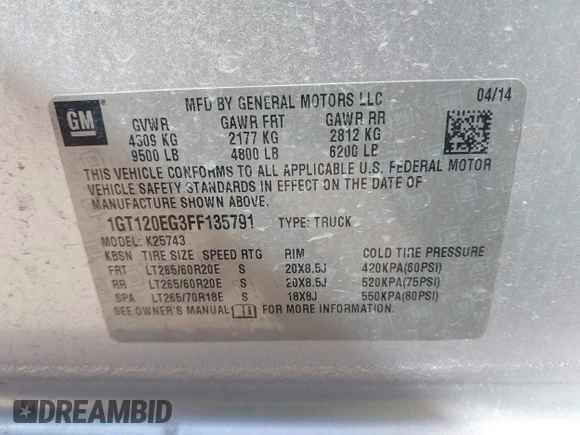 MFD BY GENERAL MOTORS LLC 04/14
GM
GVWR GAWR FRT GAWR RR
4309 KG 2177 KG 2812 KG
9500 LB 4800 LB 6200 LB
THIS VEHICLE CONFORMS TO ALL APPLICABLE U.S. FEDERAL MOTOR
VEHICLE SAFETY STANDARDS IN EFFECT ON THE DATE OF
MANUFACTURE SHOWN ABOVE.
1GT120EG3FF135791 TYPE: TRUCK
MODEL: K25743
KBSN TIRE SIZE SPEED RTG RIM COLD TIRE PRESSURE
FRT LT265/60R20E S 20X8.5J 420KPA(60PSI)
RR LT265/60R20E S 20X8.5J 520KPA(75PSI)
SPA LT265/70R18E S 18X8J 550KPA(80PSI)
SEE OWNER'S MANUAL FOR MORE INFORMATION.
DREAMBID